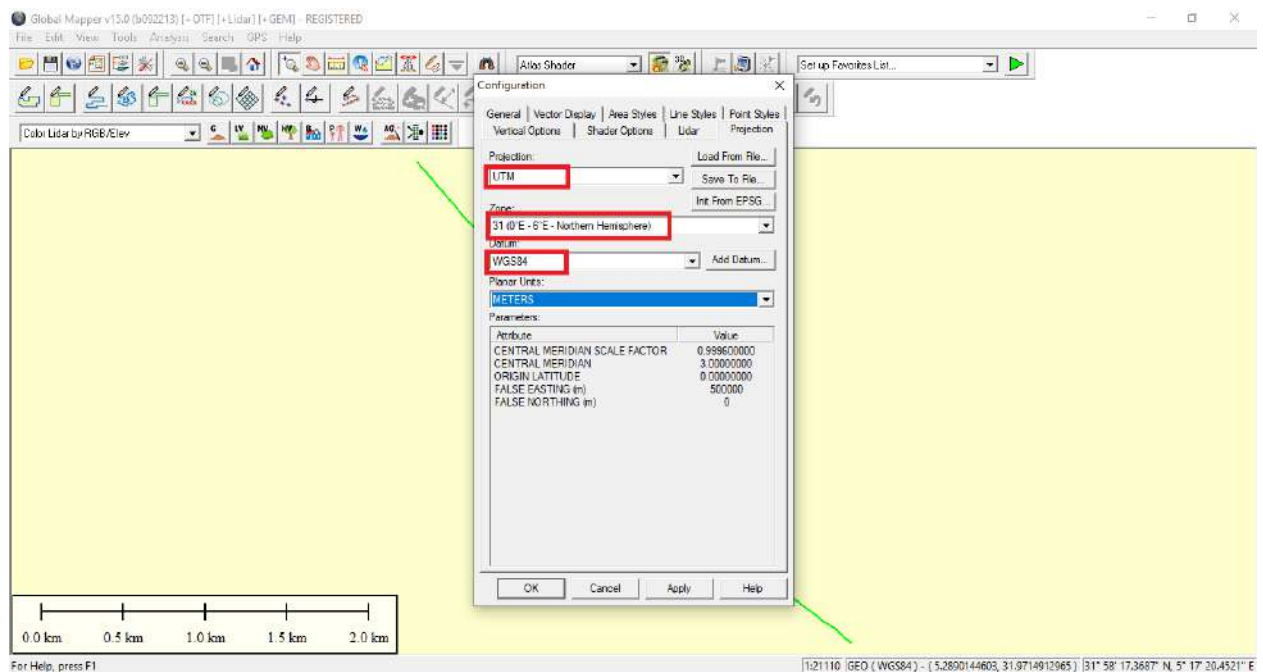 Global Mapper v15.0 (b092213) [+OTF] [+Lidar] [+GEM] - REGISTERED
File Edit View Tools Analysis Search GPS Help
Atlas Shader
Set up Favorites List...
Color Lidar by RGB/Elev
Configuration
General Vector Display Area Styles Line Styles Point Styles
Vertical Options Shader Options Lidar Projection
Projection:
Load From File...
UTM
Save To File...
Init From EPSG...
Zone:
31 (0°E - 6°E - Northern Hemisphere)
Datum:
WGS84
Add Datum...
Planar Units:
METERS
Parameters:
Attribute Value
CENTRAL MERIDIAN SCALE FACTOR 0.999600000
CENTRAL MERIDIAN 3.00000000
ORIGIN LATITUDE 0.00000000
FALSE EASTING (m) 500000
FALSE NORTHING (m) 0
OK Cancel Apply Help
0.0 km 0.5 km 1.0 km 1.5 km 2.0 km
For Help, press F1
1:21110 GEO ( WGS84 ) - ( 5.2890144603, 31.9714912965 ) 31° 58' 17.3687" N, 5° 17' 20.4521" E